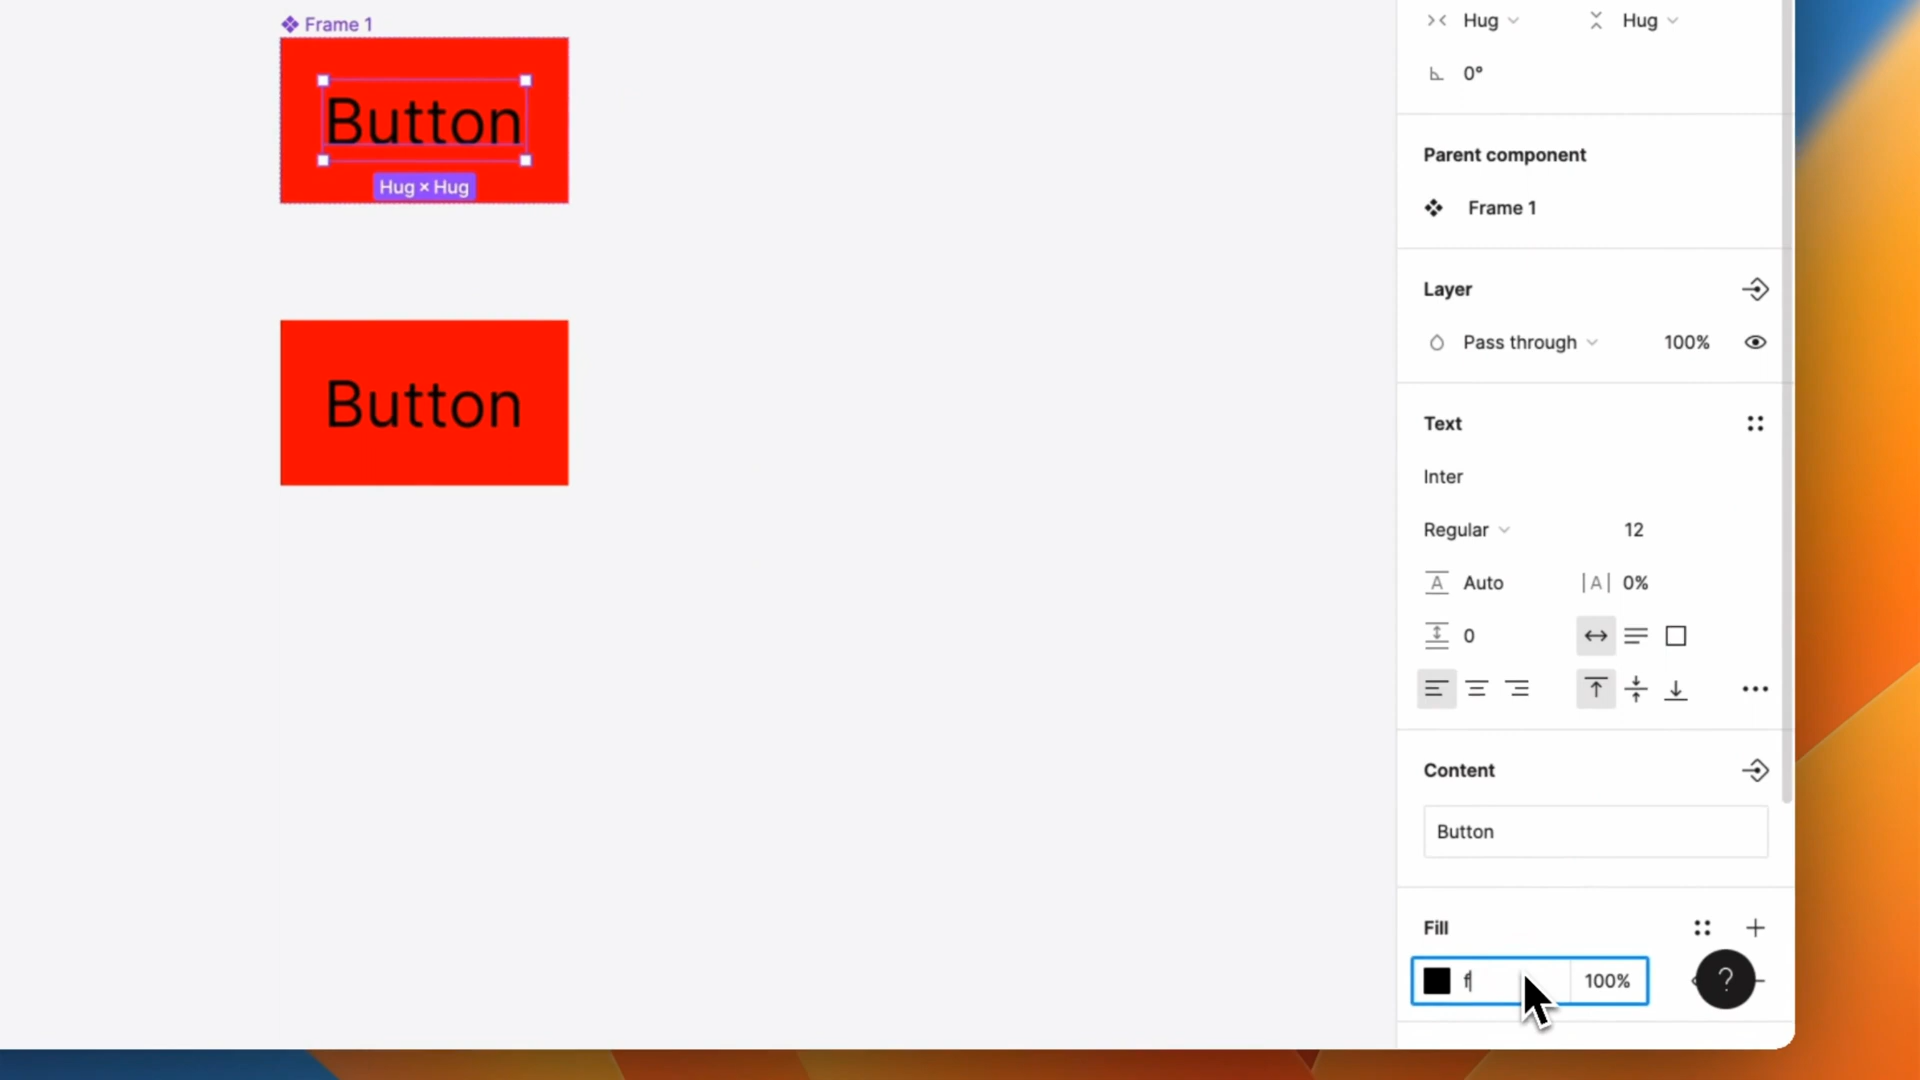 Frame 1
Button
Hug × Hug
Button
Hug
Hug
0°
Parent component
Frame 1
Layer
Pass through
100%
Text
Inter
Regular
12
Auto
0%
0
Content
Button
Fill
f
100%
?